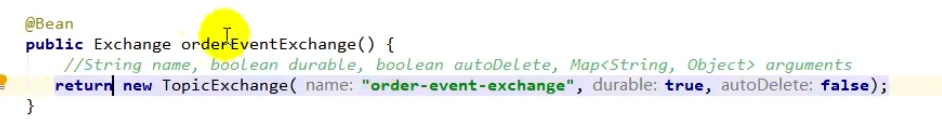 @Bean
public Exchange orderEventExchange() {
//String name, boolean durable, boolean autoDelete, Map<String, Object> arguments
return new TopicExchange( name: "order-event-exchange", durable: true, autoDelete: false);
}